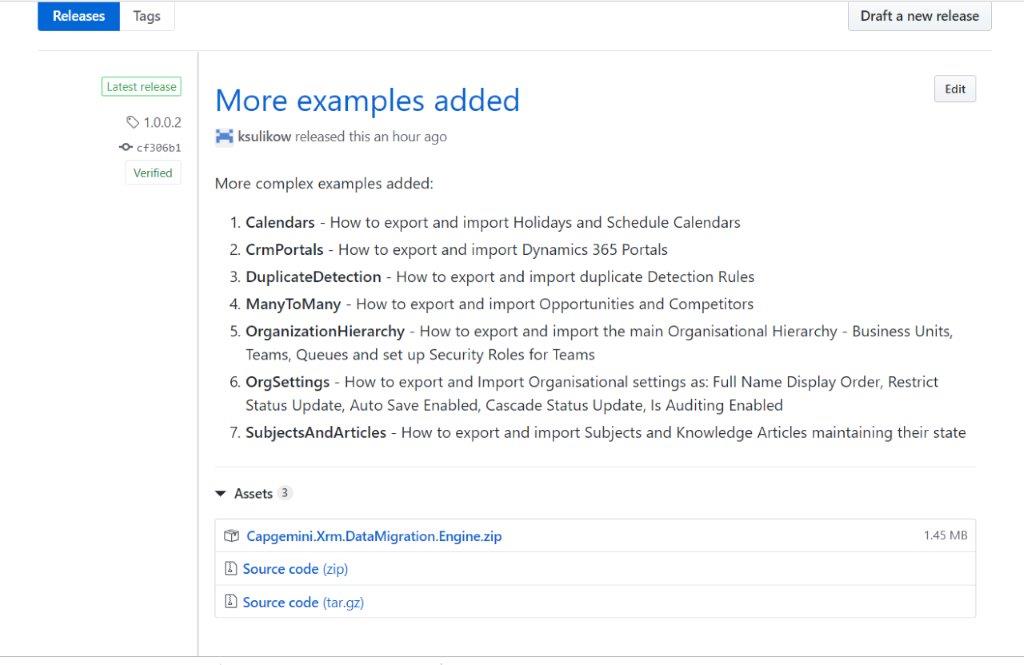 Releases Tags Draft a new release
Latest release
1.0.0.2
cf306b1
Verified
More examples added
Edit
ksulikow released this an hour ago
More complex examples added:
1. Calendars - How to export and import Holidays and Schedule Calendars
2. CrmPortals - How to export and import Dynamics 365 Portals
3. DuplicateDetection - How to export and import duplicate Detection Rules
4. ManyToMany - How to export and import Opportunities and Competitors
5. OrganizationHierarchy - How to export and import the main Organisational Hierarchy - Business Units,
Teams, Queues and set up Security Roles for Teams
6. OrgSettings - How to export and Import Organisational settings as: Full Name Display Order, Restrict
Status Update, Auto Save Enabled, Cascade Status Update, Is Auditing Enabled
7. SubjectsAndArticles - How to export and import Subjects and Knowledge Articles maintaining their state
Assets 3
Capgemini.Xrm.DataMigration.Engine.zip 1.45 MB
Source code (zip)
Source code (tar.gz)